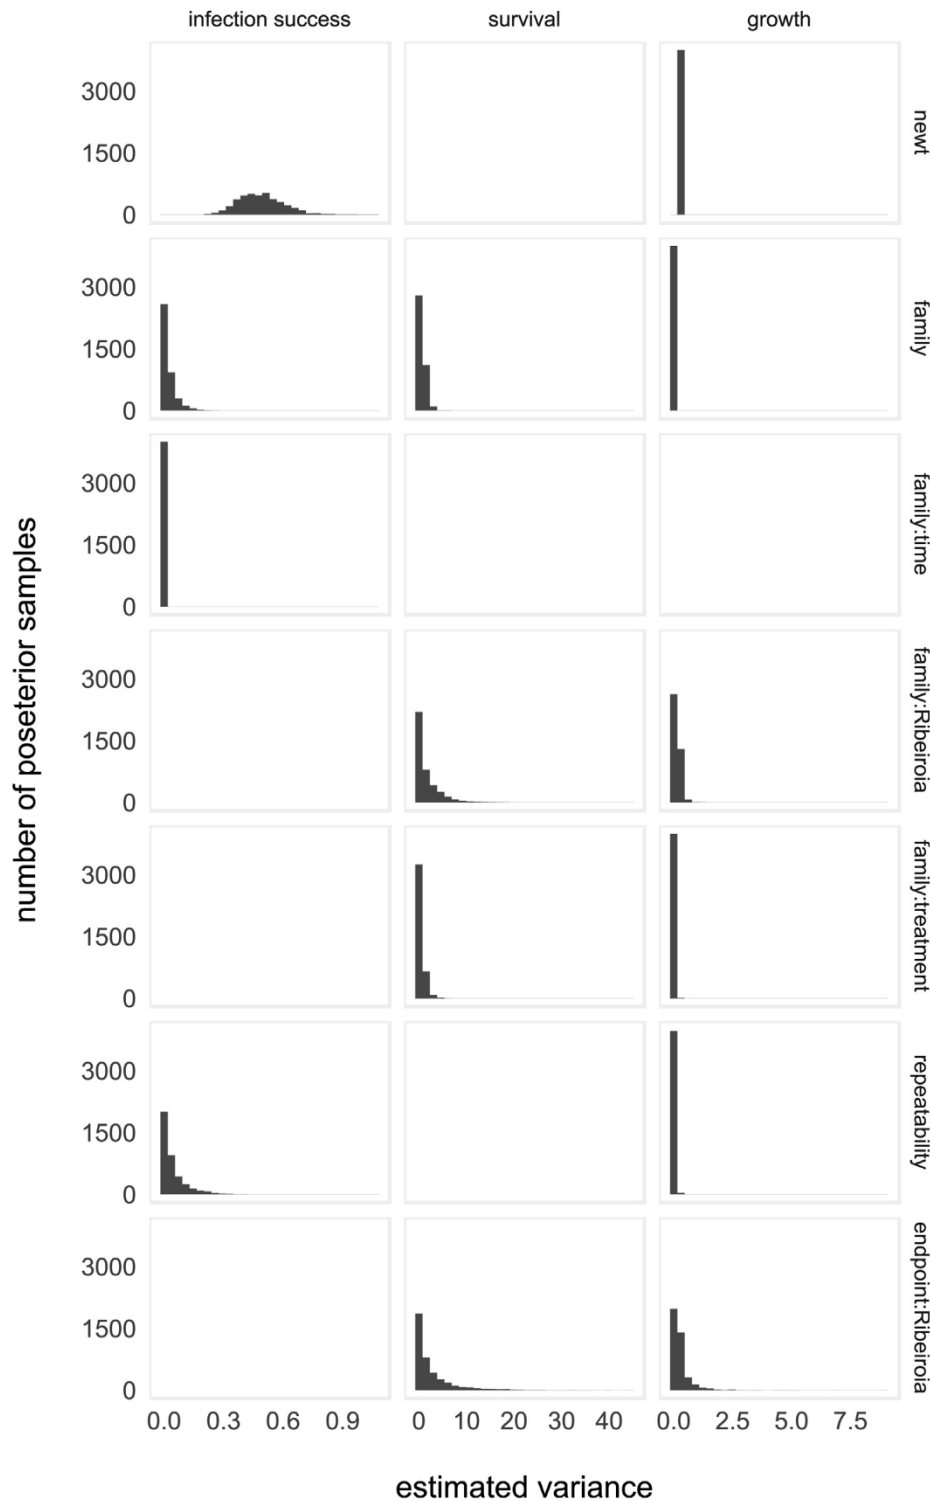 infection success survival growth
3000
1500
0
newt
3000
1500
0
family
3000
1500
0
family:time
3000
1500
0
family:Ribeiroia
3000
1500
0
family:treatment
3000
1500
0
repeatability
3000
1500
0
endpoint:Ribeiroia
number of poseterior samples
0.0 0.3 0.6 0.9 0 10 20 30 40 0.0 2.5 5.0 7.5
estimated variance